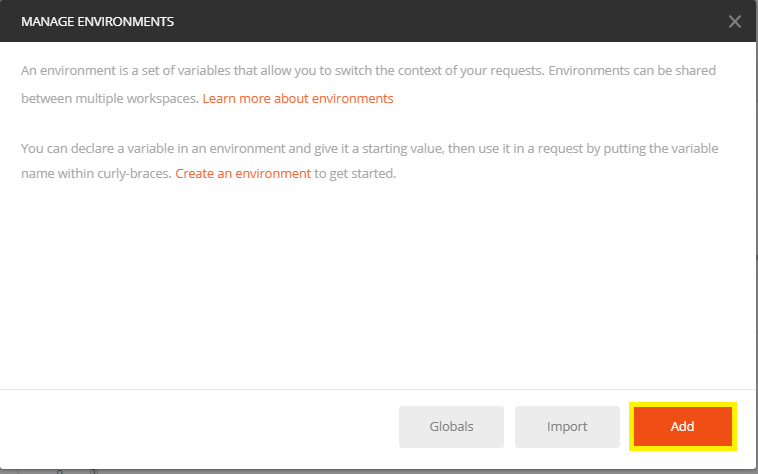 MANAGE ENVIRONMENTS
An environment is a set of variables that allow you to switch the context of your requests. Environments can be shared
between multiple workspaces. Learn more about environments
You can declare a variable in an environment and give it a starting value, then use it in a request by putting the variable
name within curly-braces. Create an environment to get started.
Globals
Import
Add